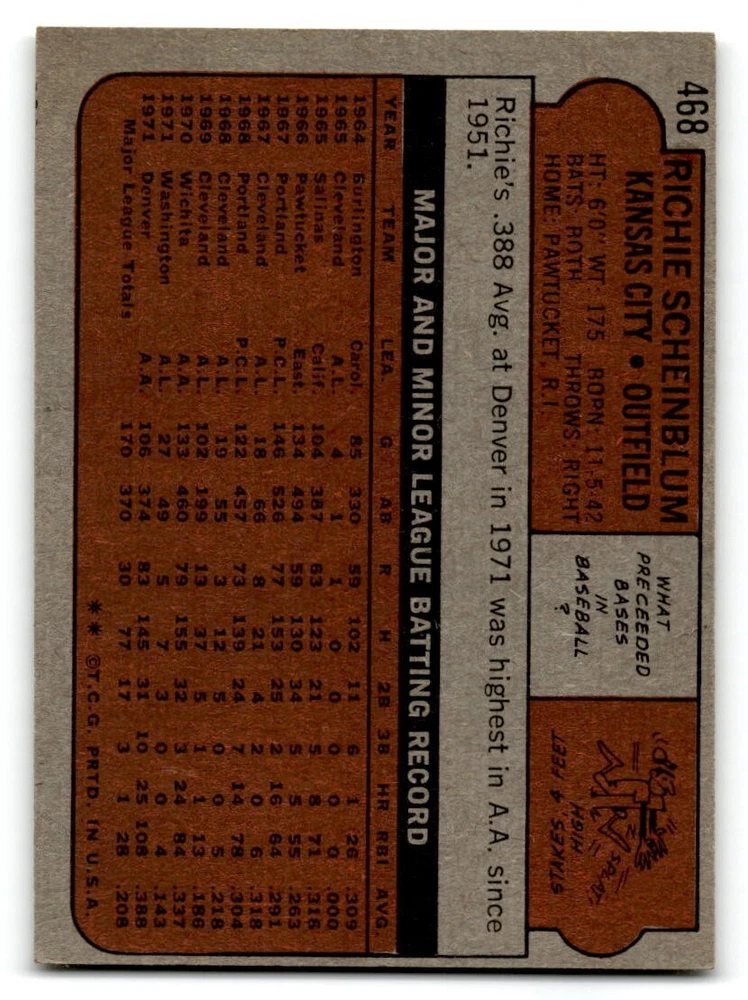 468
RICHIE SCHEINBLUM
KANSAS CITY • OUTFIELD
HT: 6'0" WT: 175 BORN: 11-5-42
BATS: BOTH THROWS: RIGHT
HOME: PAWTUCKET, R.I.
WHAT
PRECEEDED
BASES
IN
BASEBALL
?
STAKES, 4 FEET
HIGH
Richie's .388 Avg. at Denver in 1971 was highest in A.A. since
1951.
MAJOR AND MINOR LEAGUE BATTING RECORD
YEAR TEAM LEA. G AB R H 2B 3B HR RBI AVG.
1964 Burlington Carol. 85 330 59 102 11 6 1 26 .309
1965 Cleveland A.L. 4 1 1 0 0 0 0 0 .000
1965 Salinas Calif. 104 387 63 123 21 5 8 71 .318
1966 Pawtucket East. 134 494 59 130 34 5 5 55 .263
1967 Portland P.C.L. 146 526 77 153 25 2 16 64 .291
1967 Cleveland A.L. 18 66 8 21 4 2 0 6 .318
1968 Portland P.C.L. 122 457 73 139 24 7 14 78 .304
1968 Cleveland A.L. 19 55 3 12 5 0 0 5 .218
1969 Cleveland A.L. 102 199 13 37 5 1 1 13 .186
1970 Wichita A.A. 133 460 79 155 32 3 24 84 .337
1971 Washington A.L. 27 49 5 7 3 0 0 4 .143
1971 Denver A.A. 106 374 83 145 31 10 25 108 .388
Major League Totals 170 370 30 77 17 3 1 28 .208
** ©T.C.G. PRTD. IN U.S.A.